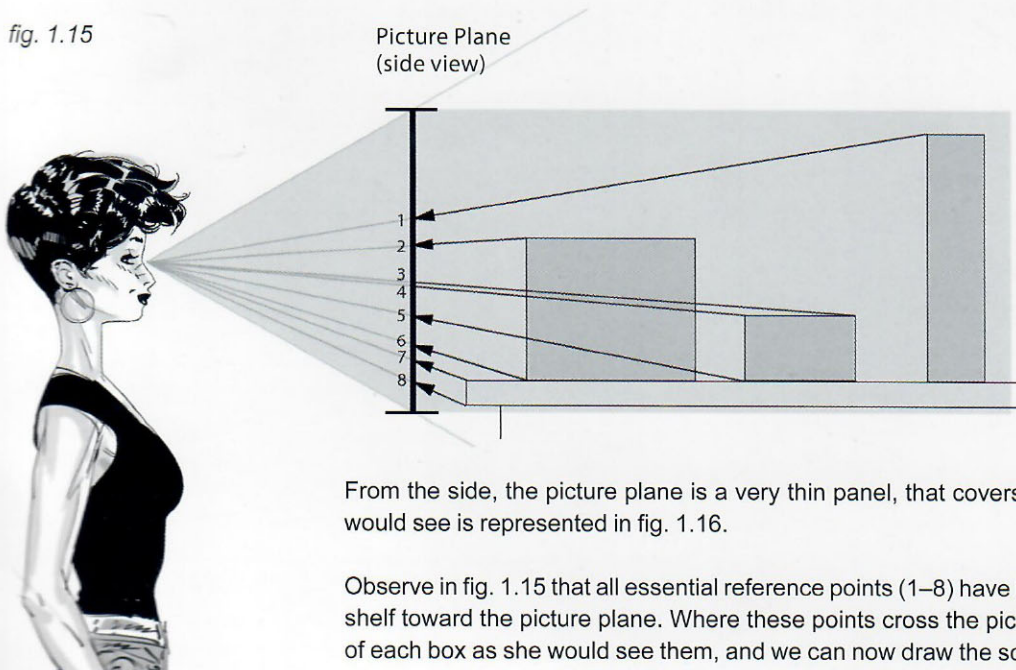 fig. 1.15
Picture Plane
(side view)
1
2
3
4
5
6
7
8
From the side, the picture plane is a very thin panel, that covers
would see is represented in fig. 1.16.
Observe in fig. 1.15 that all essential reference points (1–8) have
shelf toward the picture plane. Where these points cross the pic
of each box as she would see them, and we can now draw the sc